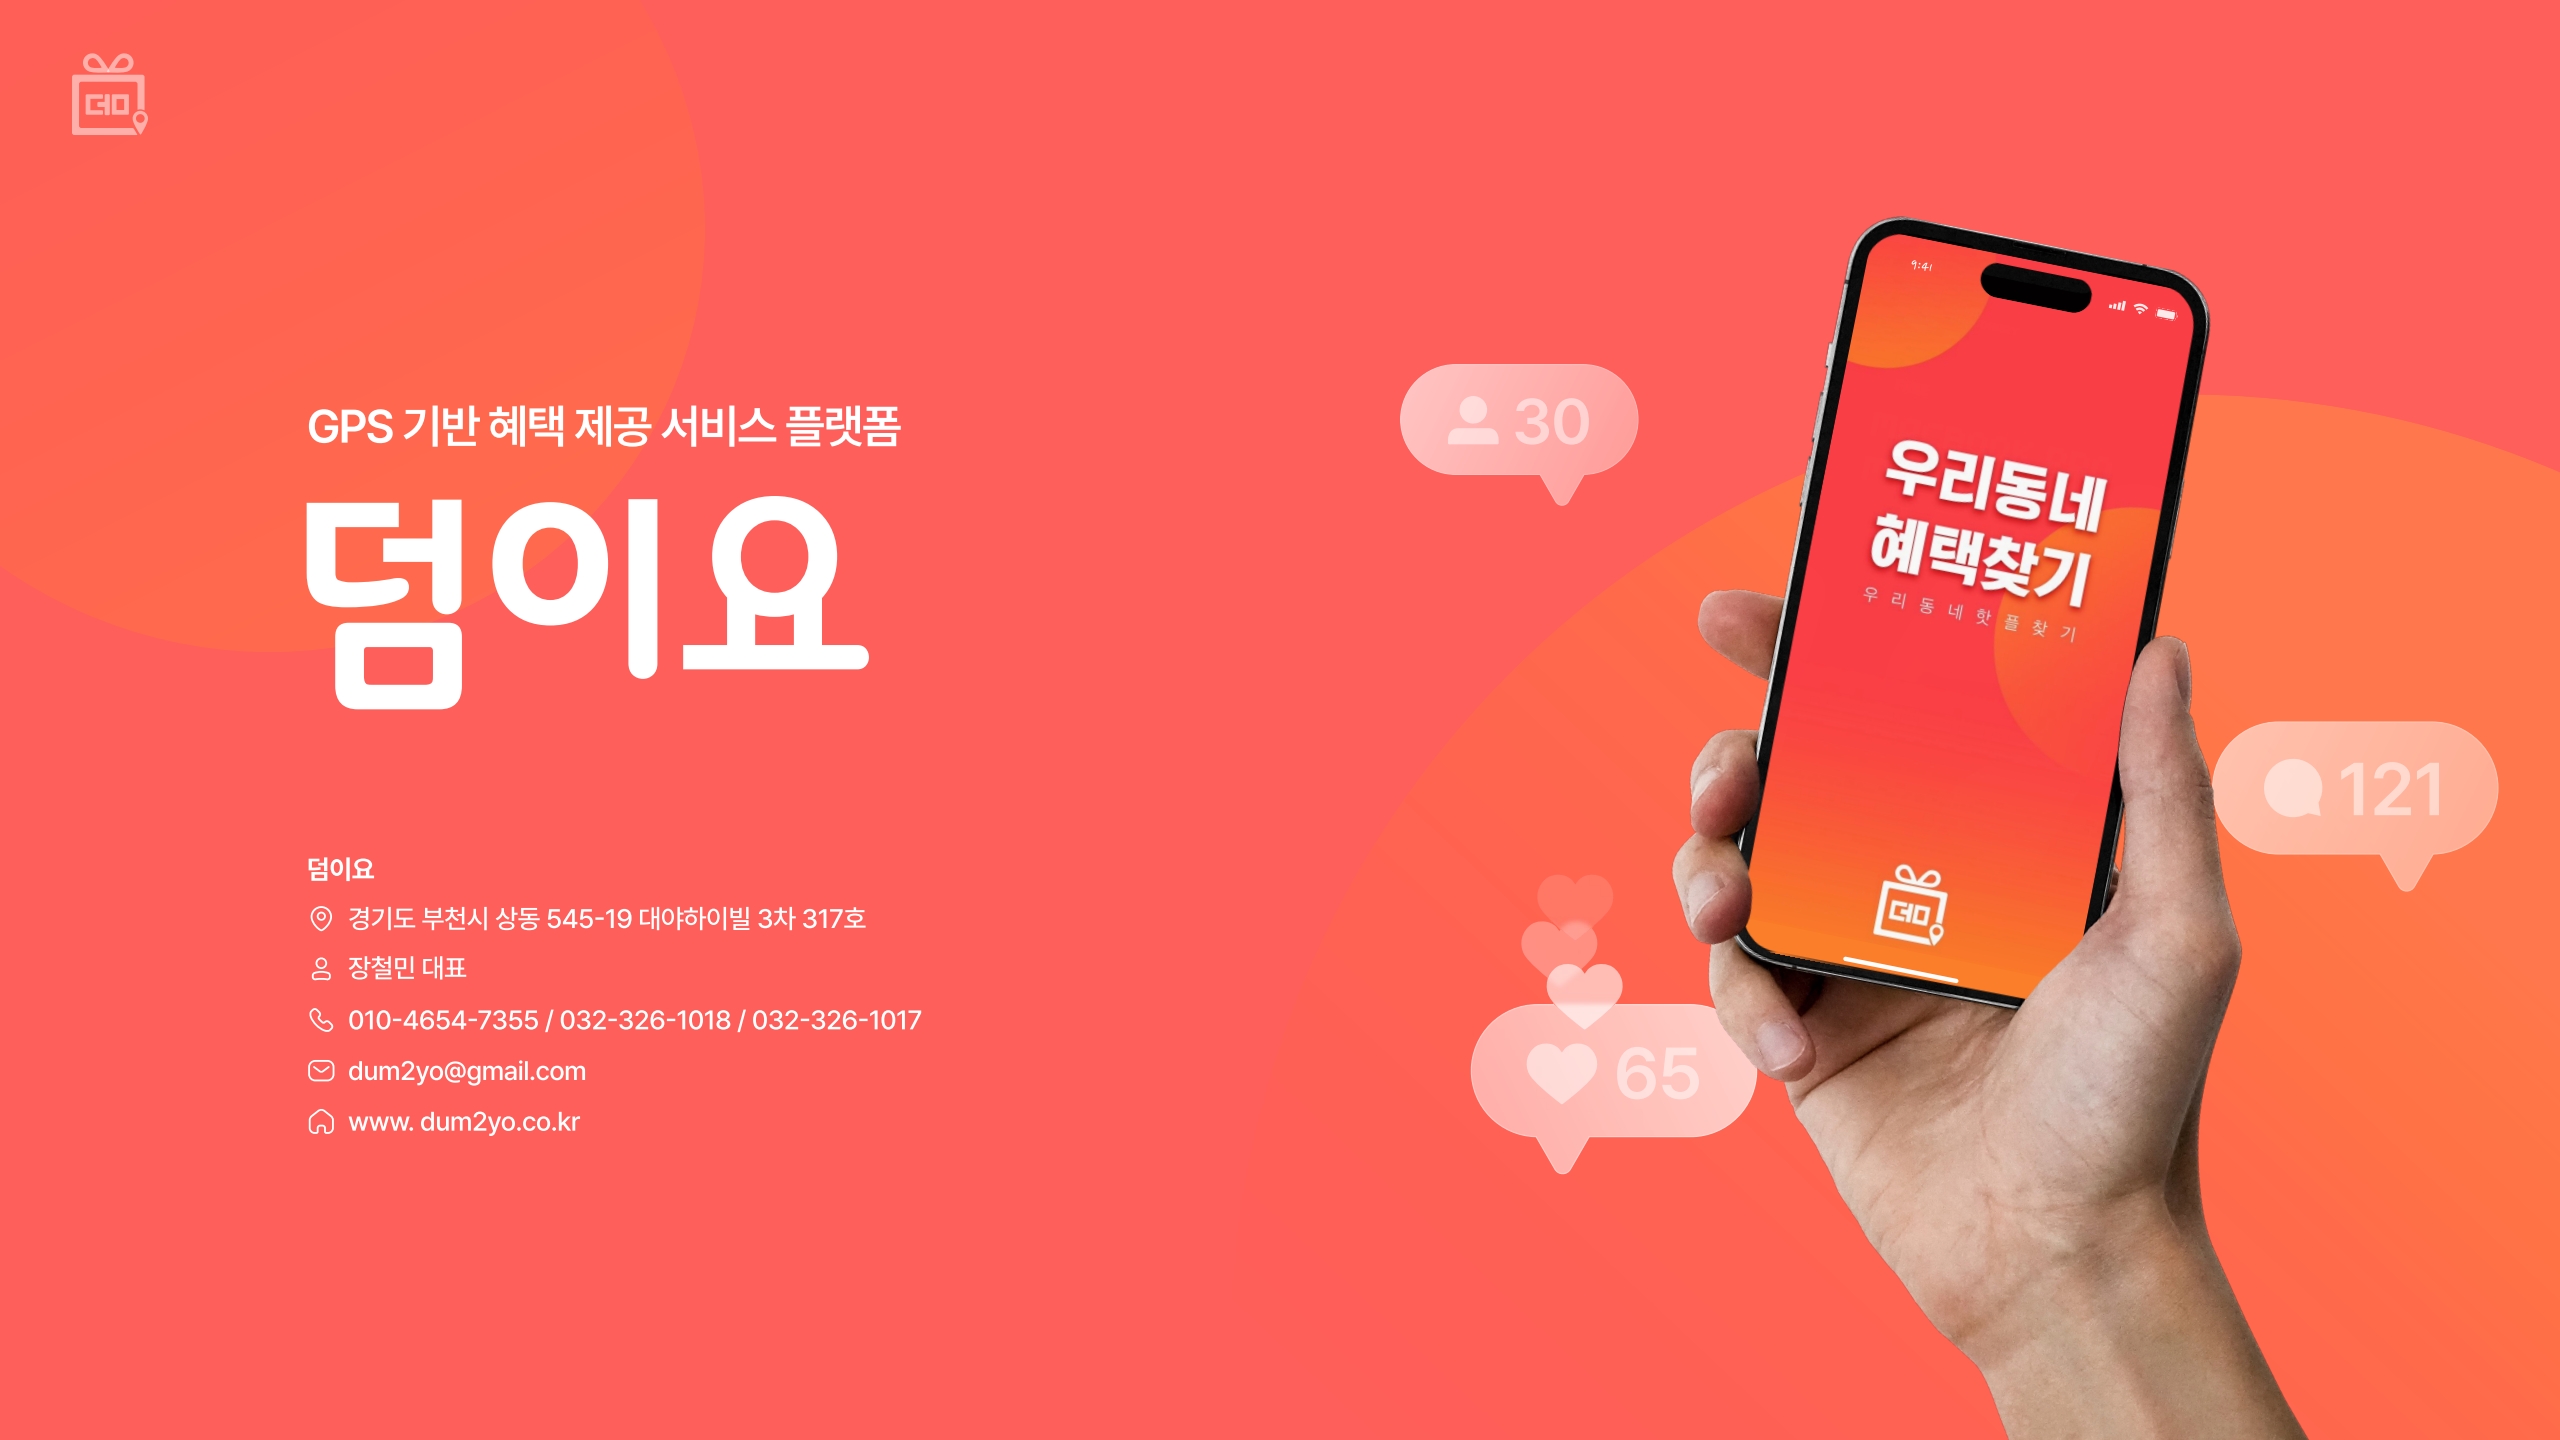 더ㅁ
GPS 기반 혜택 제공 서비스 플랫폼
덤이요
덤이요
경기도 부천시 상동 545-19 대야하이빌 3차 317호
장철민 대표
010-4654-7355 / 032-326-1018 / 032-326-1017
dum2yo@gmail.com
www. dum2yo.co.kr
30
9:41
우리동네
혜택찾기
우리동네핫플찾기
더ㅁ
121
65